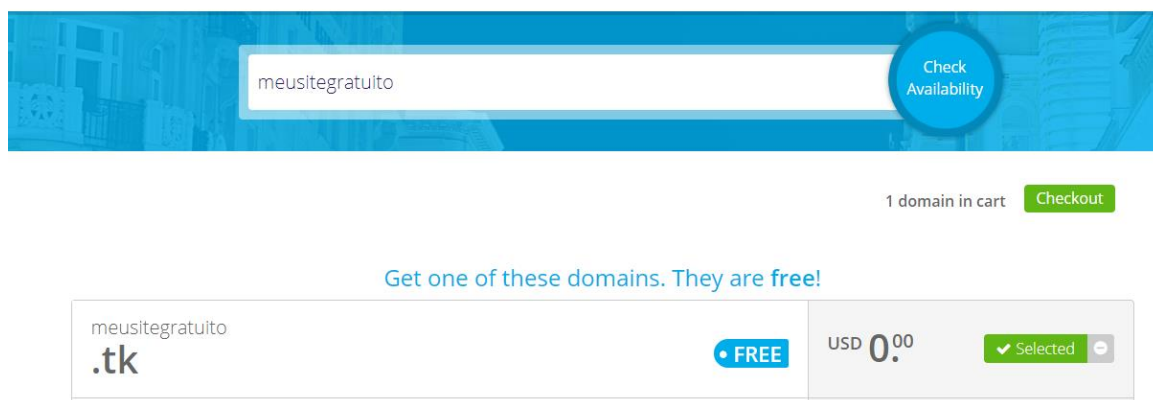 meusitegratuito
Check
Availability
1 domain in cart Checkout
Get one of these domains. They are free!
meusitegratuito
.tk
FREE
USD 0.00
Selected